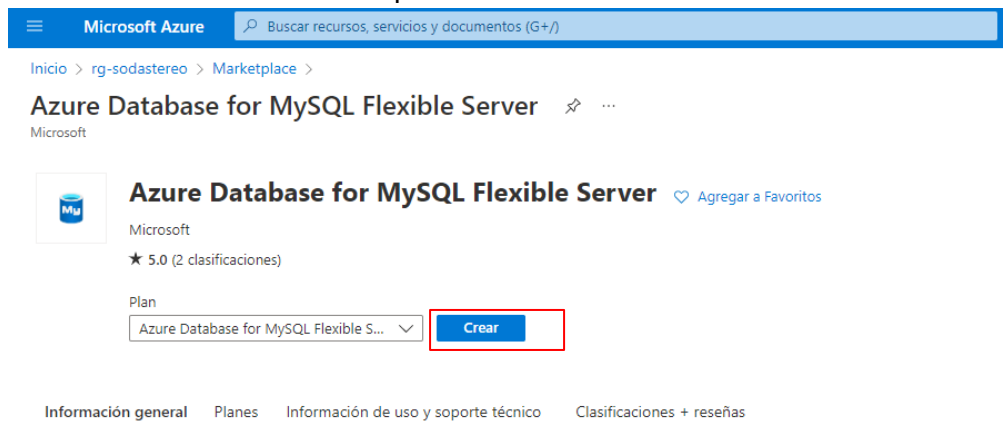 Microsoft Azure
Buscar recursos, servicios y documentos (G+/)
Inicio > rg-sodastereo > Marketplace >
Azure Database for MySQL Flexible Server ...
Microsoft
My
Azure Database for MySQL Flexible Server Agregar a Favoritos
Microsoft
★ 5.0 (2 clasificaciones)
Plan
Azure Database for MySQL Flexible S... Crear
Información general Planes Información de uso y soporte técnico Clasificaciones + reseñas